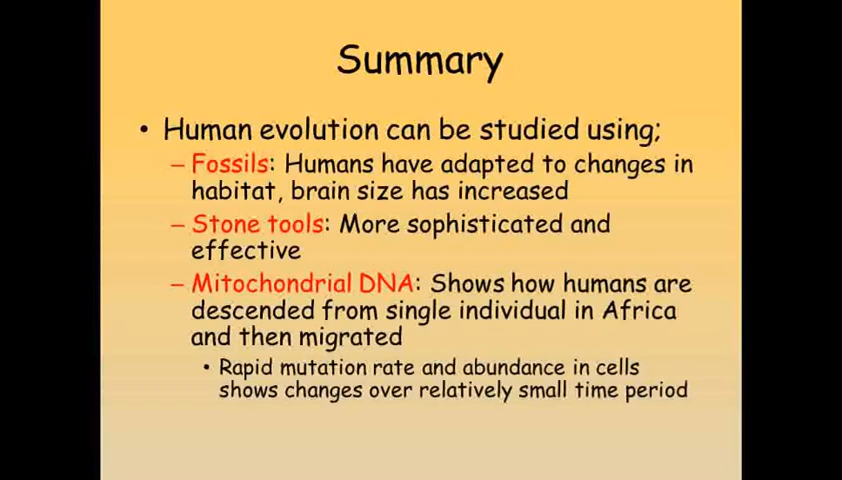 Summary
• Human evolution can be studied using;
– Fossils: Humans have adapted to changes in
habitat, brain size has increased
– Stone tools: More sophisticated and
effective
– Mitochondrial DNA: Shows how humans are
descended from single individual in Africa
and then migrated
• Rapid mutation rate and abundance in cells
shows changes over relatively small time period